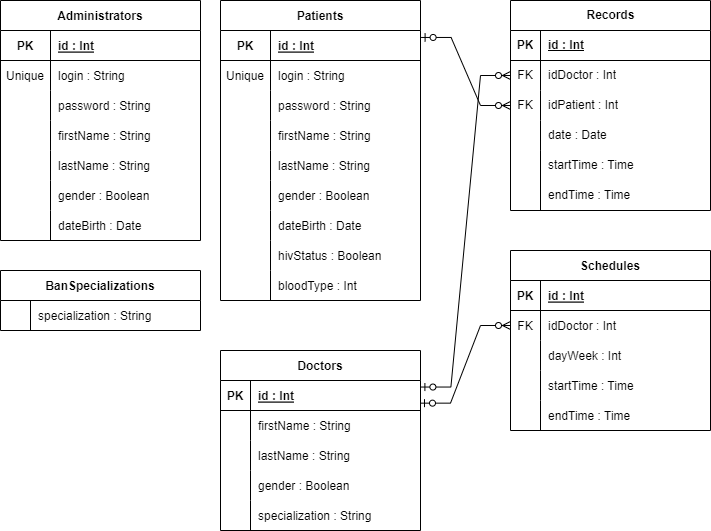 Administrators
PK id : Int
Unique login : String
password : String
firstName : String
lastName : String
gender : Boolean
dateBirth : Date
BanSpecializations
specialization : String
Patients
PK id : Int
Unique login : String
password : String
firstName : String
lastName : String
gender : Boolean
dateBirth : Date
hivStatus : Boolean
bloodType : Int
Doctors
PK id : Int
firstName : String
lastName : String
gender : Boolean
specialization : String
Records
PK id : Int
FK idDoctor : Int
FK idPatient : Int
date : Date
startTime : Time
endTime : Time
Schedules
PK id : Int
FK idDoctor : Int
dayWeek : Int
startTime : Time
endTime : Time